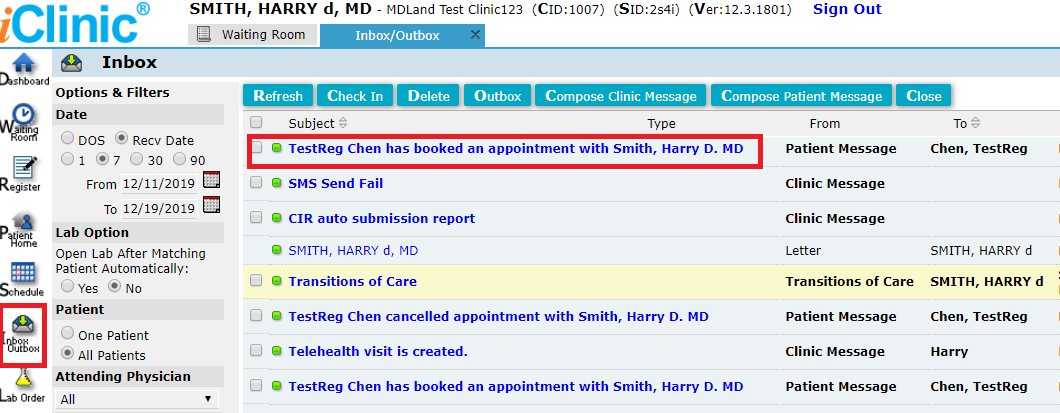 iClinic®
SMITH, HARRY d, MD - MDLand Test Clinic123 (CID:1007) (SID:2s4i) (Ver:12.3.1801) Sign Out
Waiting Room
Inbox/Outbox ×
Dashboard
Waiting Room
Register
Patient Home
Schedule
Inbox Outbox
Lab Order
Inbox
Options & Filters
Date
DOS Recv Date
1 7 30 90
From 12/11/2019
To 12/19/2019
Lab Option
Open Lab After Matching
Patient Automatically:
Yes No
Patient
One Patient
All Patients
Attending Physician
All
Refresh Check In Delete Outbox Compose Clinic Message Compose Patient Message Close
Subject Type From To
TestReg Chen has booked an appointment with Smith, Harry D. MD Patient Message Chen, TestReg
SMS Send Fail Clinic Message
CIR auto submission report Clinic Message
SMITH, HARRY d, MD Letter SMITH, HARRY d
Transitions of Care Transitions of Care SMITH, HARRY d
TestReg Chen cancelled appointment with Smith, Harry D. MD Patient Message Chen, TestReg
Telehealth visit is created. Clinic Message Harry
TestReg Chen has booked an appointment with Smith, Harry D. MD Patient Message Chen, TestReg